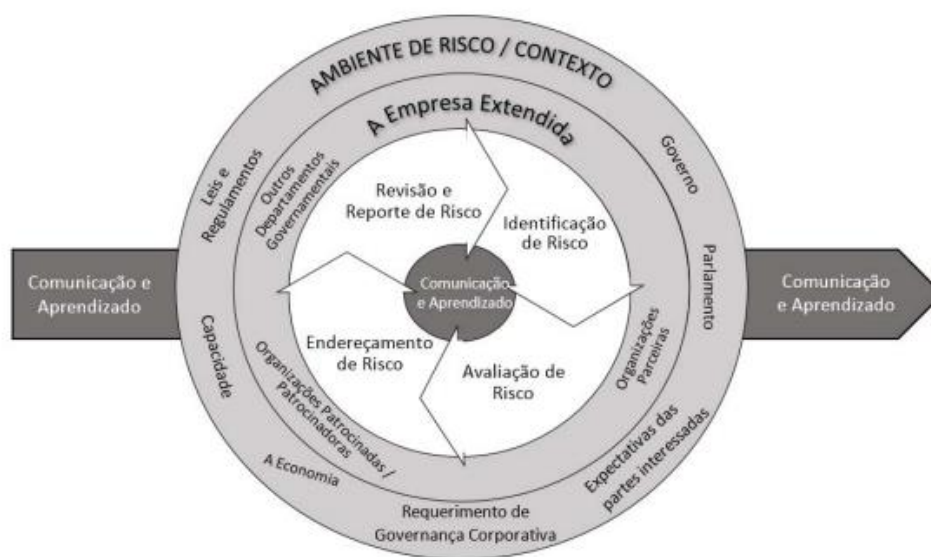 AMBIENTE DE RISCO / CONTEXTO
A Empresa Extendida
Leis e
Regulamentos
Outros
Departamentos
Governamentais
Governo
Revisão e
Reporte de Risco
Identificação
de Risco
Parlamento
Comunicação e
Aprendizado
Comunicação
e Aprendizado
Comunicação
e Aprendizado
Capacidade
Endereçamento
de Risco
Avaliação de
Risco
Organizações
Parceiras
Organizações Patrocinadas /
Patrocinadoras
A Economia
Expectativas das
partes interessadas
Requerimento de
Governança Corporativa